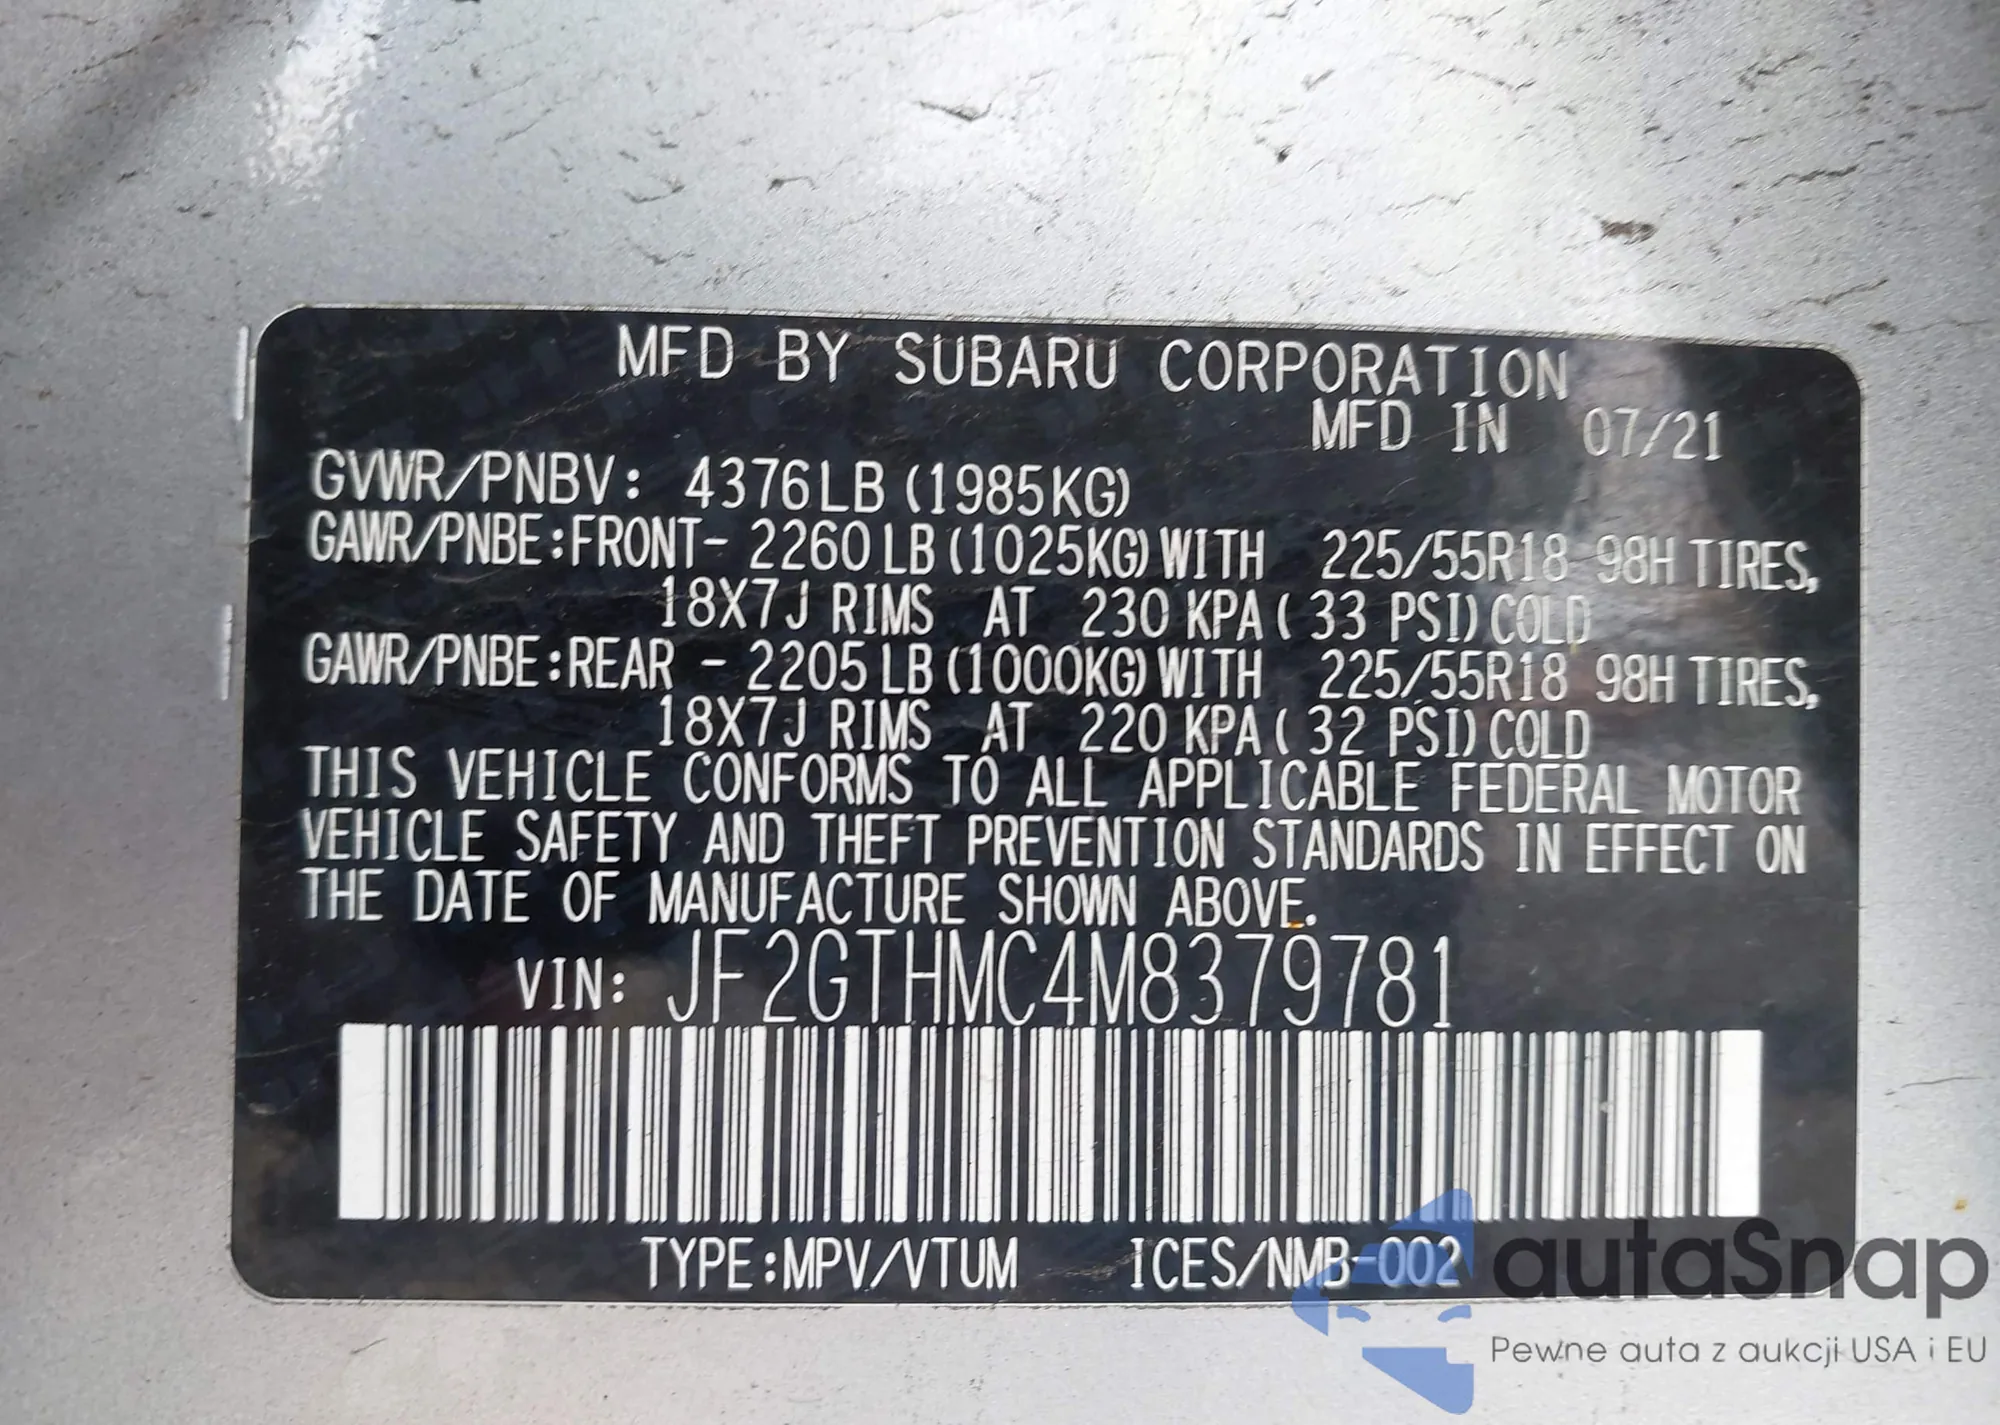 MFD BY SUBARU CORPORATION
MFD IN 07/21
GVWR/PNBV: 4376LB (1985KG)
GAWR/PNBE:FRONT- 2260LB (1025KG) WITH 225/55R18 98H TIRES,
18X7J RIMS AT 230 KPA ( 33 PSI) COLD
GAWR/PNBE:REAR - 2205LB (1000KG) WITH 225/55R18 98H TIRES,
18X7J RIMS AT 220 KPA ( 32 PSI) COLD
THIS VEHICLE CONFORMS TO ALL APPLICABLE FEDERAL MOTOR
VEHICLE SAFETY AND THEFT PREVENTION STANDARDS IN EFFECT ON
THE DATE OF MANUFACTURE SHOWN ABOVE.
VIN: JF2GTHMC4M8379781
TYPE:MPV/VTUM ICES/NMB-002
autaSnap
Pewne auta z aukcji USA i EU